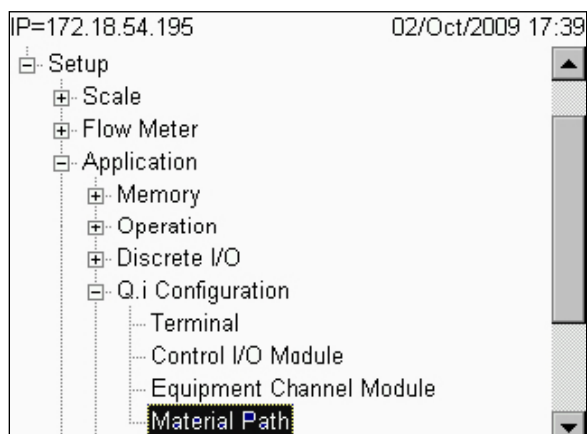 IP=172.18.54.195 02/Oct/2009 17:39
Setup
Scale
Flow Meter
Application
Memory
Operation
Discrete I/O
Q.i Configuration
Terminal
Control I/O Module
Equipment Channel Module
Material Path